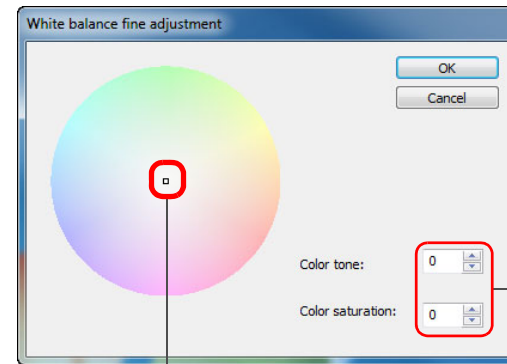 White balance fine adjustment
OK
Cancel
Color tone: 0
Color saturation: 0